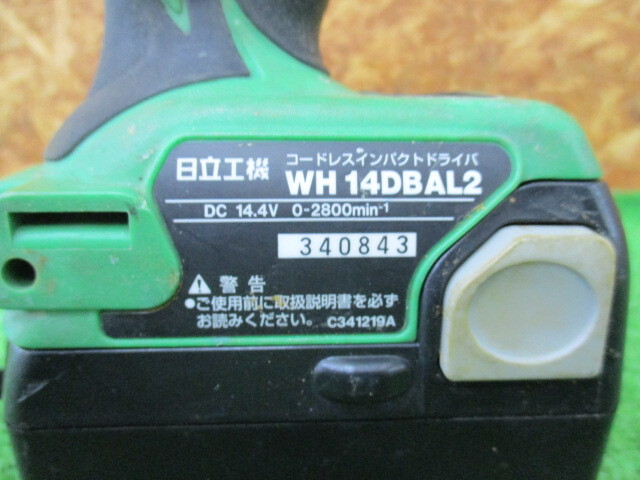 日立工機 コードレスインパクトドライバ
WH 14DBAL2
DC 14.4V 0-2800min⁻¹
340843
⚠ 警告
●ご使用前に取扱説明書を必ず
お読みください。 C341219A